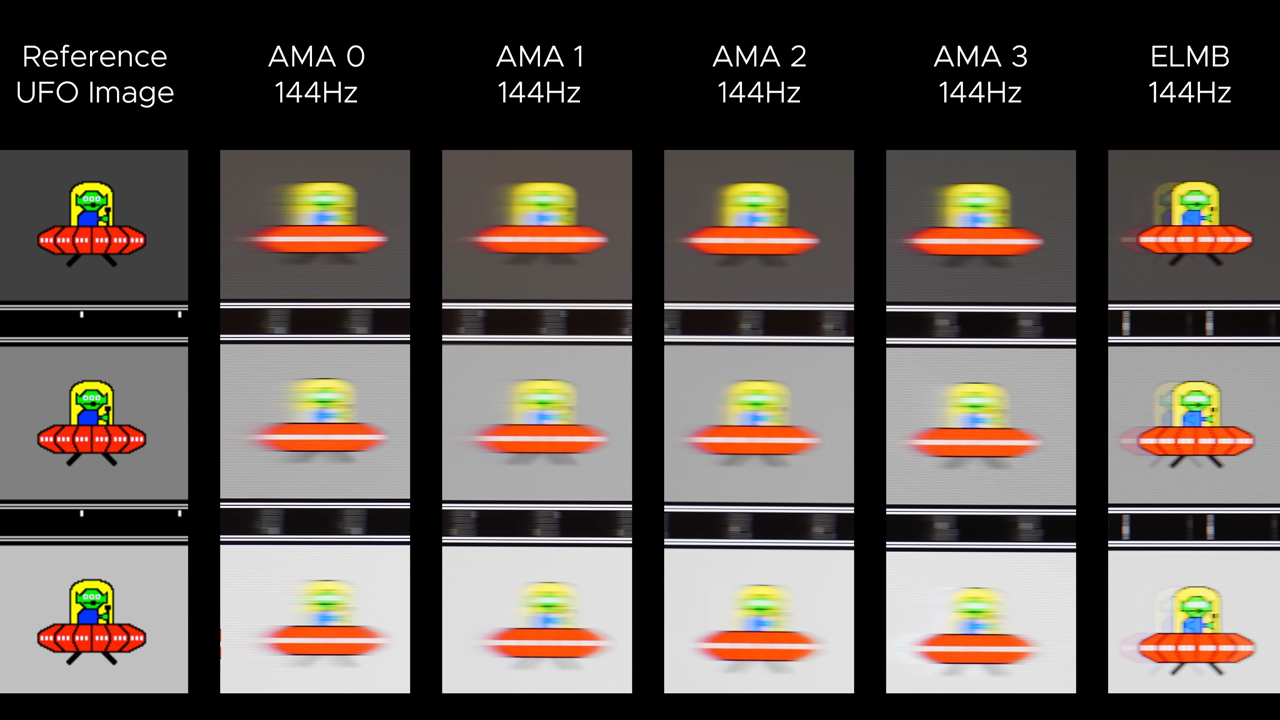 Reference
UFO Image
AMA 0
144Hz
AMA 1
144Hz
AMA 2
144Hz
AMA 3
144Hz
ELMB
144Hz